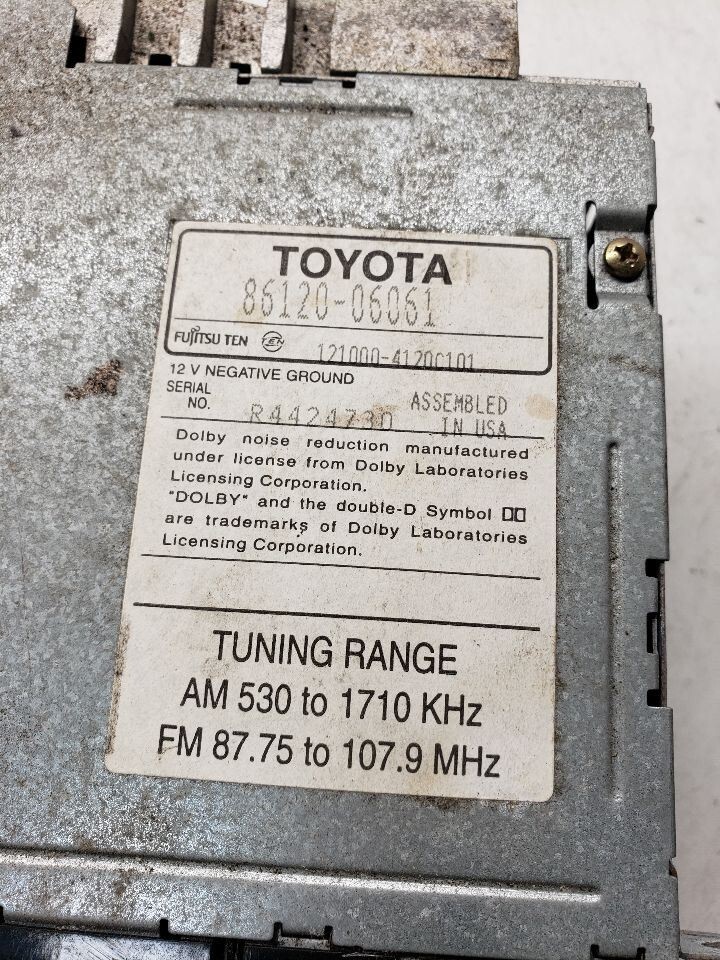 TOYOTA
86120-06061
FUJITSU TEN
121000-4120C101
12 V NEGATIVE GROUND
SERIAL NO. R4424730
ASSEMBLED
IN USA
Dolby noise reduction manufactured
under license from Dolby Laboratories
Licensing Corporation.
"DOLBY" and the double-D Symbol
are trademarks of Dolby Laboratories
Licensing Corporation.
TUNING RANGE
AM 530 to 1710 KHz
FM 87.75 to 107.9 MHz